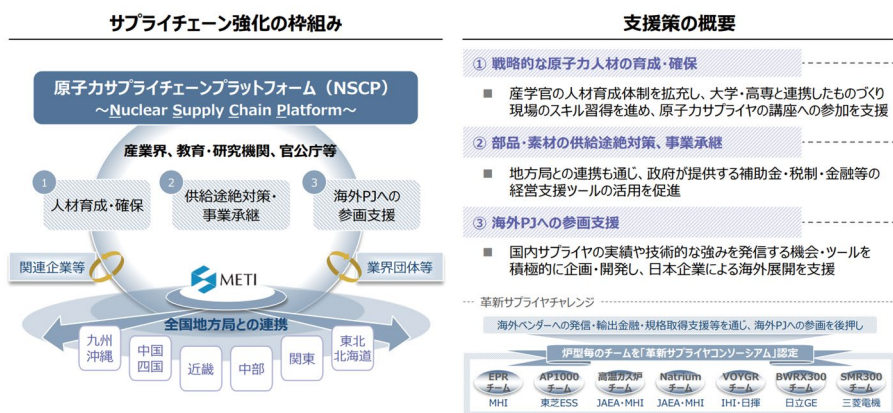 サプライチェーン強化の枠組み
原子力サプライチェーンプラットフォーム（NSCP）
～Nuclear Supply Chain Platform～
産業界、教育・研究機関、官公庁等
1
人材育成・確保
2
供給途絶対策・
事業承継
3
海外PJへの
参画支援
関連企業等
METI
業界団体等
全国地方局との連携
九州
沖縄
中国
四国
近畿
中部
関東
東北
北海道
支援策の概要
① 戦略的な原子力人材の育成・確保
■ 産学官の人材育成体制を拡充し、大学・高専と連携したものづくり
現場のスキル習得を進め、原子力サプライヤの講座への参加を支援
② 部品・素材の供給途絶対策、事業承継
■ 地方局との連携も通じ、政府が提供する補助金・税制・金融等の
経営支援ツールの活用を促進
③ 海外PJへの参画支援
■ 国内サプライヤの実績や技術的な強みを発信する機会・ツールを
積極的に企画・開発し、日本企業による海外展開を支援
革新サプライヤチャレンジ
海外ベンダーへの発信・輸出金融・規格取得支援等を通じ、海外PJへの参画を後押し
炉型毎のチームを「革新サプライヤコンソーシアム」認定
EPR
チーム
MHI
AP1000
チーム
東芝ESS
高温ガス炉
チーム
JAEA・MHI
Natrium
チーム
JAEA・MHI
VOYGR
チーム
IHI・日揮
BWRX300
チーム
日立GE
SMR300
チーム
三菱電機